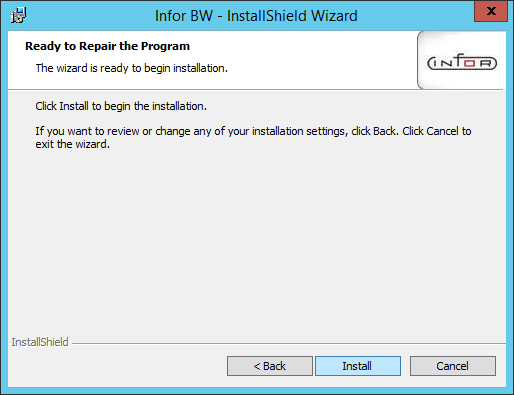 Infor BW - InstallShield Wizard
x
Ready to Repair the Program
The wizard is ready to begin installation.
infor
Click Install to begin the installation.
If you want to review or change any of your installation settings, click Back. Click Cancel to
exit the wizard.
InstallShield
< Back
Install
Cancel